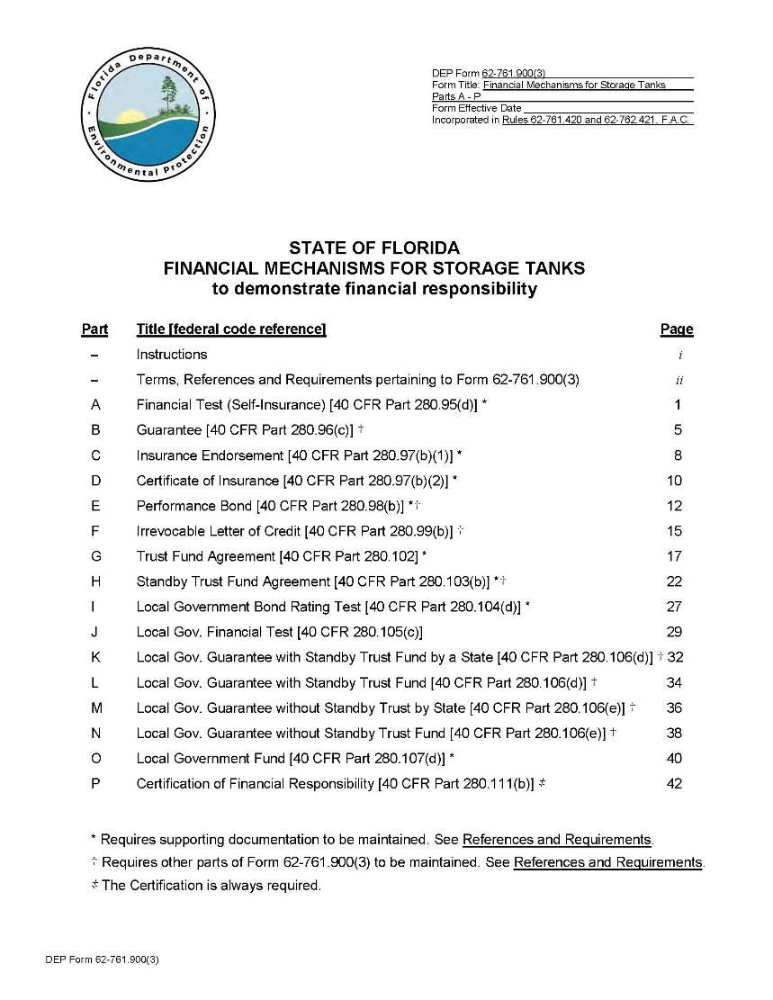 Florida Department of Environmental Protection
DEP Form 62-761.900(3)
Form Title: Financial Mechanisms for Storage Tanks
Parts A - P
Form Effective Date
Incorporated in Rules 62-761.420 and 62-762.421, F.A.C.
STATE OF FLORIDA
FINANCIAL MECHANISMS FOR STORAGE TANKS
to demonstrate financial responsibility
Part Title [federal code reference] Page
– Instructions i
– Terms, References and Requirements pertaining to Form 62-761.900(3) ii
A Financial Test (Self-Insurance) [40 CFR Part 280.95(d)] * 1
B Guarantee [40 CFR Part 280.96(c)] † 5
C Insurance Endorsement [40 CFR Part 280.97(b)(1)] * 8
D Certificate of Insurance [40 CFR Part 280.97(b)(2)] * 10
E Performance Bond [40 CFR Part 280.98(b)] *† 12
F Irrevocable Letter of Credit [40 CFR Part 280.99(b)] † 15
G Trust Fund Agreement [40 CFR Part 280.102] * 17
H Standby Trust Fund Agreement [40 CFR Part 280.103(b)] *† 22
I Local Government Bond Rating Test [40 CFR Part 280.104(d)] * 27
J Local Gov. Financial Test [40 CFR 280.105(c)] 29
K Local Gov. Guarantee with Standby Trust Fund by a State [40 CFR Part 280.106(d)] † 32
L Local Gov. Guarantee with Standby Trust Fund [40 CFR Part 280.106(d)] † 34
M Local Gov. Guarantee without Standby Trust by State [40 CFR Part 280.106(e)] † 36
N Local Gov. Guarantee without Standby Trust Fund [40 CFR Part 280.106(e)] † 38
O Local Government Fund [40 CFR Part 280.107(d)] * 40
P Certification of Financial Responsibility [40 CFR Part 280.111(b)] ‡ 42
* Requires supporting documentation to be maintained. See References and Requirements.
† Requires other parts of Form 62-761.900(3) to be maintained. See References and Requirements.
‡ The Certification is always required.
DEP Form 62-761.900(3)